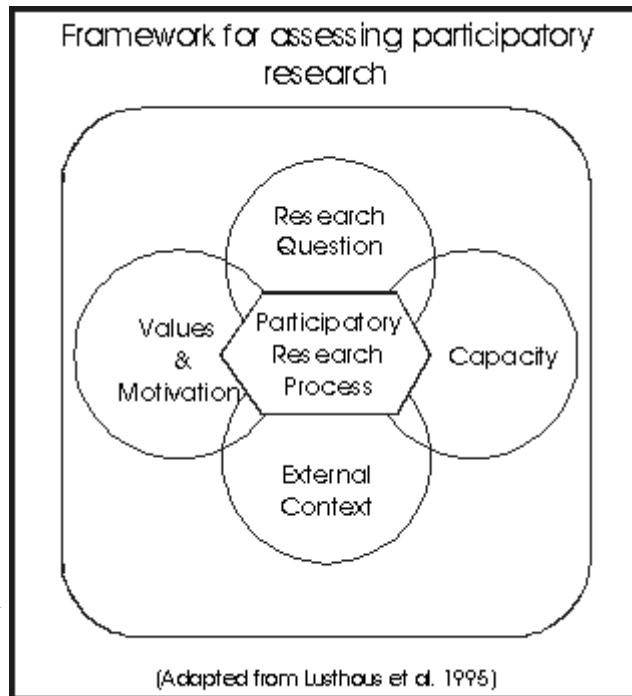 Framework for assessing participatory
research
Research
Question
Values
&
Motivation
Participatory
Research
Process
Capacity
External
Context
(Adapted from Lusthaus et al. 1995)